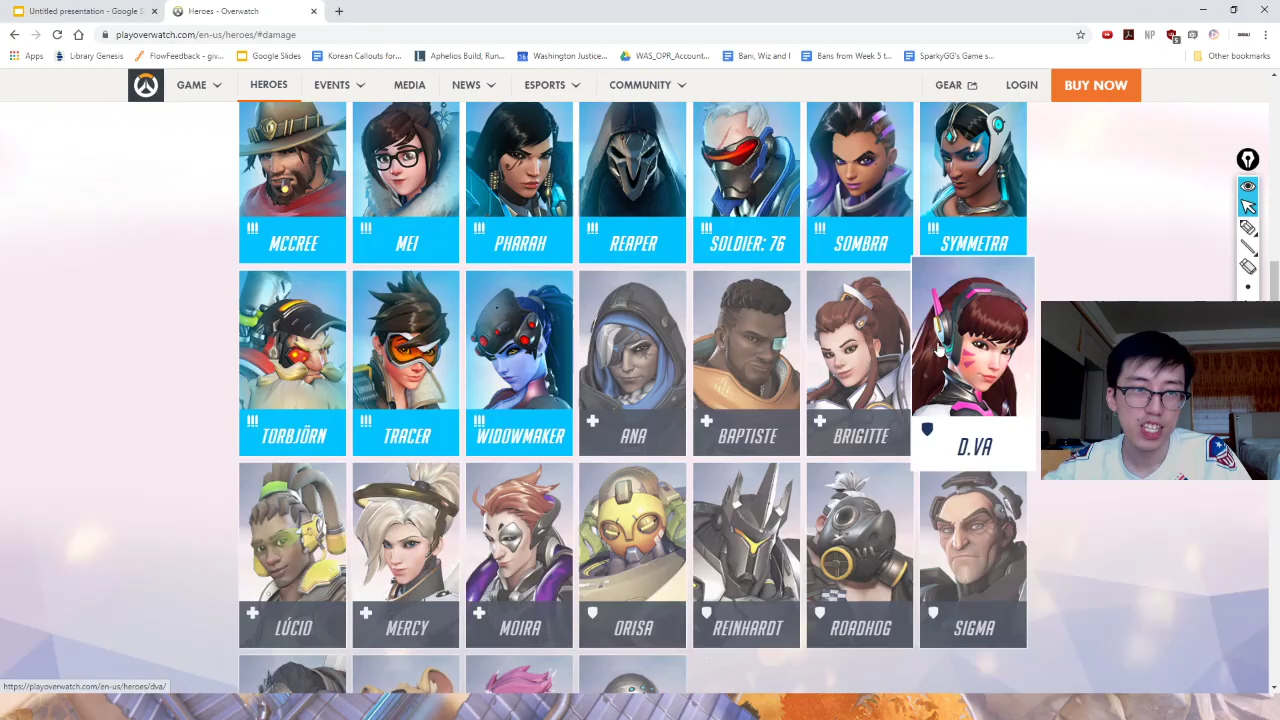 Untitled presentation - Google S
Heroes - Overwatch
playoverwatch.com/en-us/heroes/#damage
Apps
Library Genesis
FlowFeedback - giv...
Google Slides
Korean Callouts for...
Aphelios Build, Run...
Washington Justice...
WAS_OPR_Account...
Bani, Wiz and I
Bans from Week 5 t...
SparkyGG's Game s...
Other bookmarks
GAME
HEROES
EVENTS
MEDIA
NEWS
ESPORTS
COMMUNITY
GEAR
LOGIN
BUY NOW
MCCREE
MEI
PHARAH
REAPER
SOLDIER: 76
SOMBRA
SYMMETRA
TORBJÖRN
TRACER
WIDOWMAKER
ANA
BAPTISTE
BRIGITTE
D.VA
LÚCIO
MERCY
MOIRA
ORISA
REINHARDT
ROADHOG
SIGMA
https://playoverwatch.com/en-us/heroes/dva/